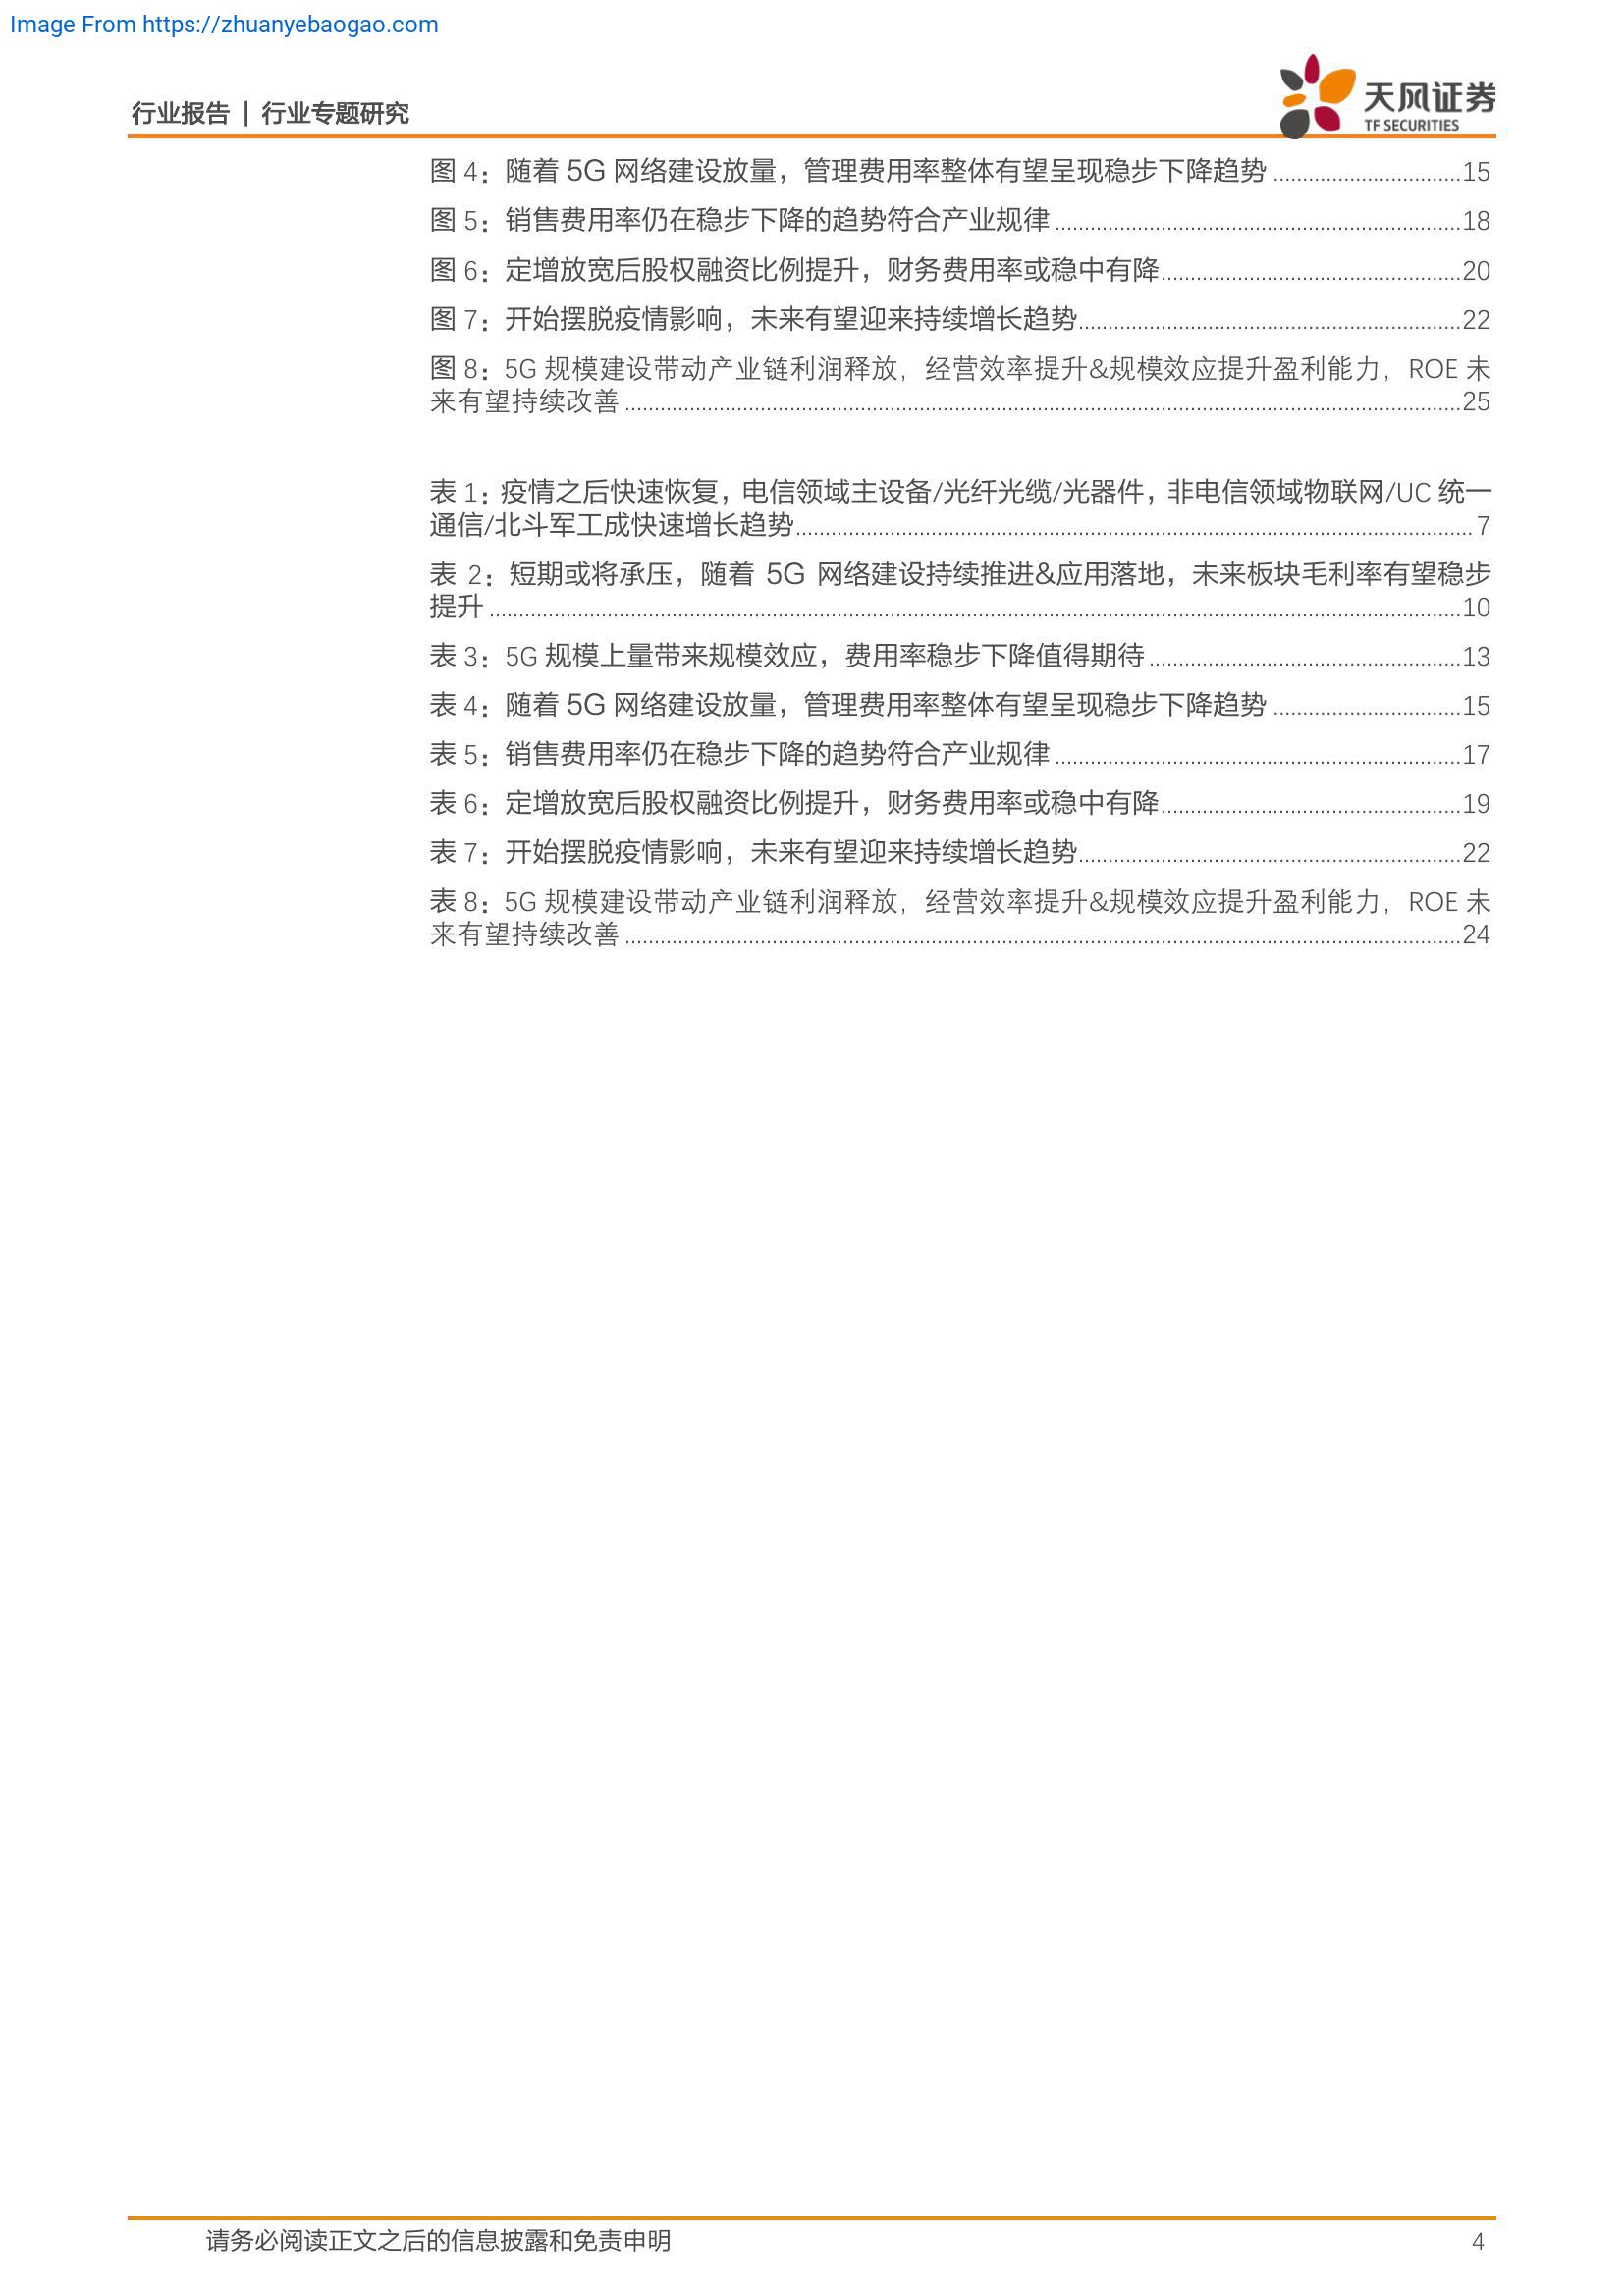 Image From https://zhuanyebaogao.com
行业报告 | 行业专题研究
天风证券
TF SECURITIES
图 4：随着 5G 网络建设放量，管理费用率整体有望呈现稳步下降趋势 ................................15
图 5：销售费用率仍在稳步下降的趋势符合产业规律 .....................................................................18
图 6：定增放宽后股权融资比例提升，财务费用率或稳中有降...................................................20
图 7：开始摆脱疫情影响，未来有望迎来持续增长趋势.................................................................22
图 8：5G 规模建设带动产业链利润释放，经营效率提升&规模效应提升盈利能力，ROE 未
来有望持续改善 ..............................................................................................................................................25
表 1：疫情之后快速恢复，电信领域主设备/光纤光缆/光器件，非电信领域物联网/UC 统一
通信/北斗军工成快速增长趋势................................................................................................................... 7
表 2：短期或将承压，随着 5G 网络建设持续推进&应用落地，未来板块毛利率有望稳步
提升 .....................................................................................................................................................................10
表 3：5G 规模上量带来规模效应，费用率稳步下降值得期待 .....................................................13
表 4：随着 5G 网络建设放量，管理费用率整体有望呈现稳步下降趋势 ................................15
表 5：销售费用率仍在稳步下降的趋势符合产业规律 .....................................................................17
表 6：定增放宽后股权融资比例提升，财务费用率或稳中有降...................................................19
表 7：开始摆脱疫情影响，未来有望迎来持续增长趋势.................................................................22
表 8：5G 规模建设带动产业链利润释放，经营效率提升&规模效应提升盈利能力，ROE 未
来有望持续改善 ..............................................................................................................................................24
请务必阅读正文之后的信息披露和免责申明 4